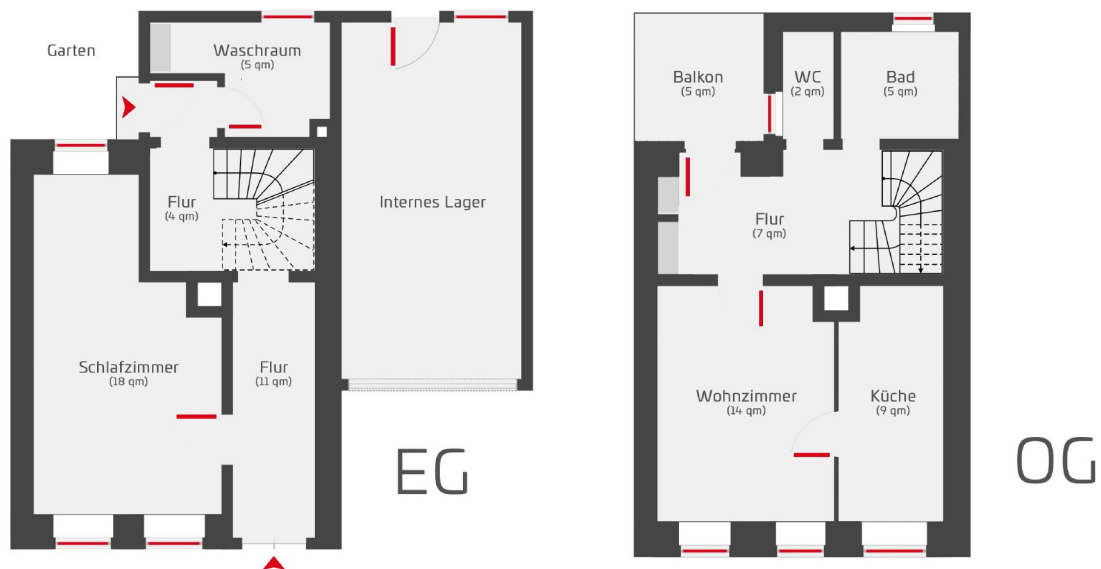 Garten
Waschraum
(5 qm)
Flur
(4 qm)
Internes Lager
Schlafzimmer
(18 qm)
Flur
(11 qm)
EG
Balkon
(5 qm)
WC
(2 qm)
Bad
(5 qm)
Flur
(7 qm)
Wohnzimmer
(14 qm)
Küche
(9 qm)
OG